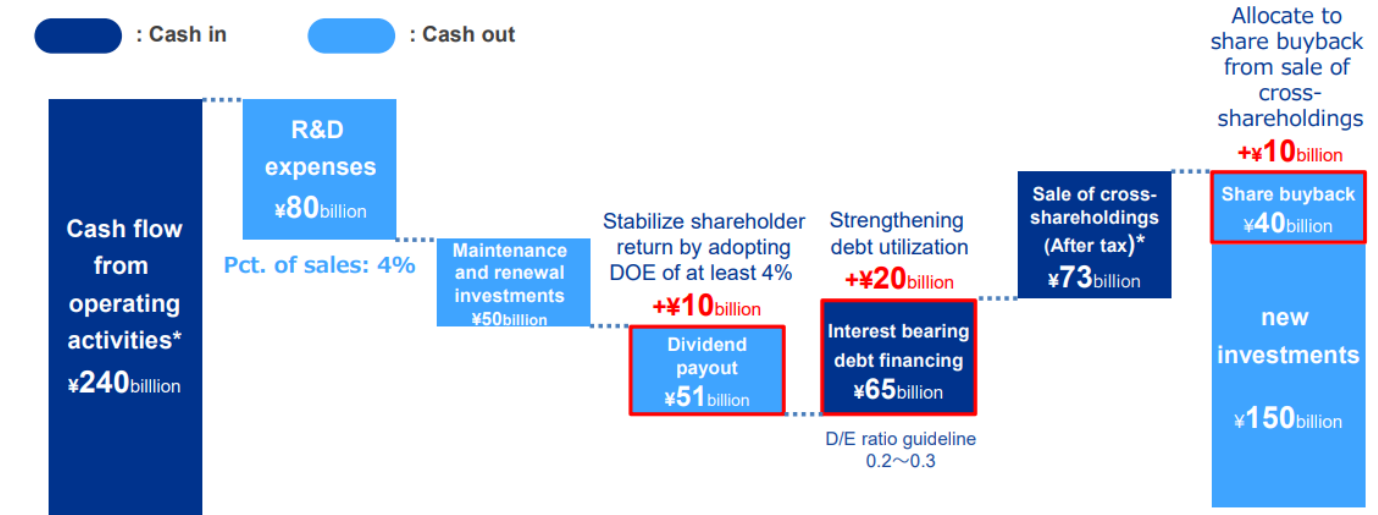 : Cash in
: Cash out
Cash flow
from
operating
activities*
¥240billlion
R&D
expenses
¥80billion
Pct. of sales: 4%
Maintenance
and renewal
investments
¥50billion
Stabilize shareholder
return by adopting
DOE of at least 4%
+¥10billion
Dividend
payout
¥51billion
Strengthening
debt utilization
+¥20billion
Interest bearing
debt financing
¥65billion
D/E ratio guideline
0.2～0.3
Sale of cross-
shareholdings
(After tax)*
¥73billion
Allocate to
share buyback
from sale of
cross-
shareholdings
+¥10billion
Share buyback
¥40billion
new
investments
¥150billion